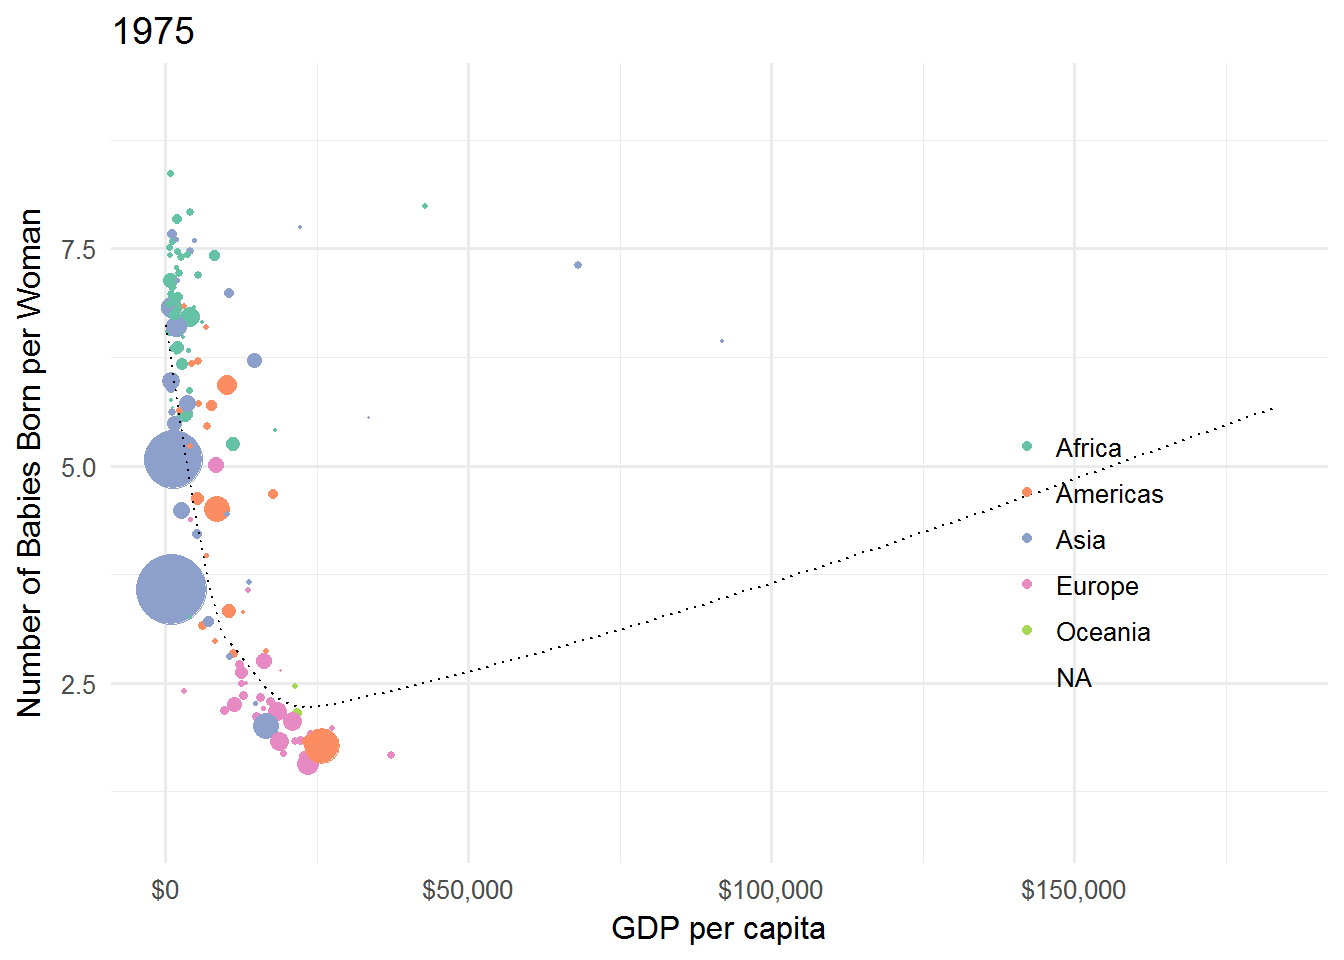 1975
Number of Babies Born per Woman
7.5
5.0
2.5
Africa
Americas
Asia
Europe
Oceania
NA
$0
$50,000
$100,000
$150,000
GDP per capita